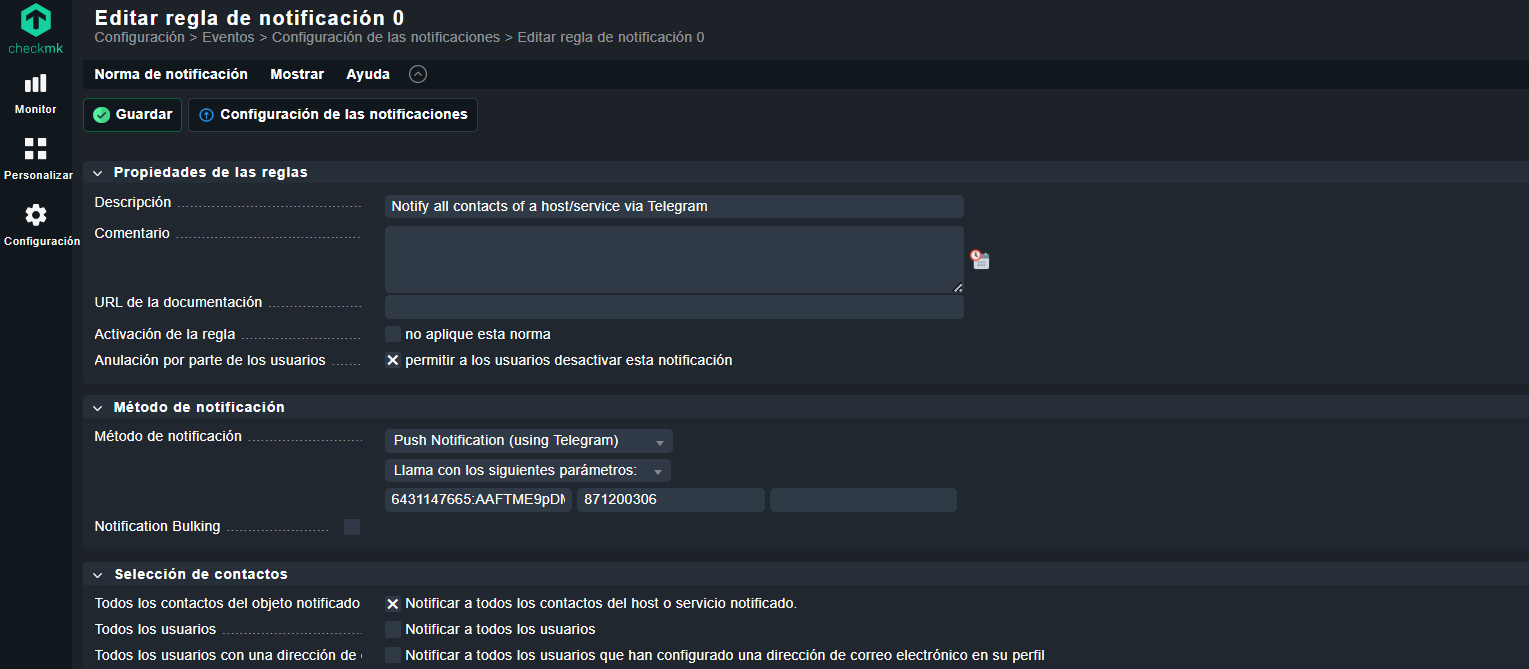 Editar regla de notificación 0
Configuración > Eventos > Configuración de las notificaciones > Editar regla de notificación 0
checkmk
Norma de notificación Mostrar Ayuda
Monitor
Guardar Configuración de las notificaciones
Personalizar
Configuración
Propiedades de las reglas
Descripción Notify all contacts of a host/service via Telegram
Comentario
URL de la documentación
Activación de la regla no aplique esta norma
Anulación por parte de los usuarios permitir a los usuarios desactivar esta notificación
Método de notificación
Método de notificación Push Notification (using Telegram)
Llama con los siguientes parámetros:
6431147665:AAFTME9pDM 871200306
Notification Bulking
Selección de contactos
Todos los contactos del objeto notificado Notificar a todos los contactos del host o servicio notificado.
Todos los usuarios Notificar a todos los usuarios
Todos los usuarios con una dirección de Notificar a todos los usuarios que han configurado una dirección de correo electrónico en su perfil